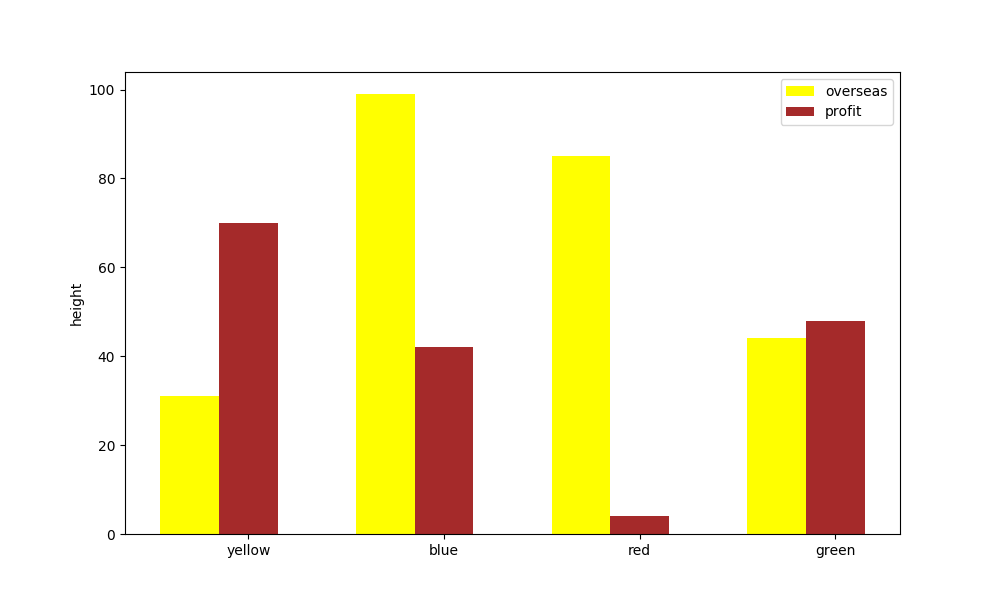 overseas
profit
100
80
60
40
20
0
height
yellow
blue
red
green